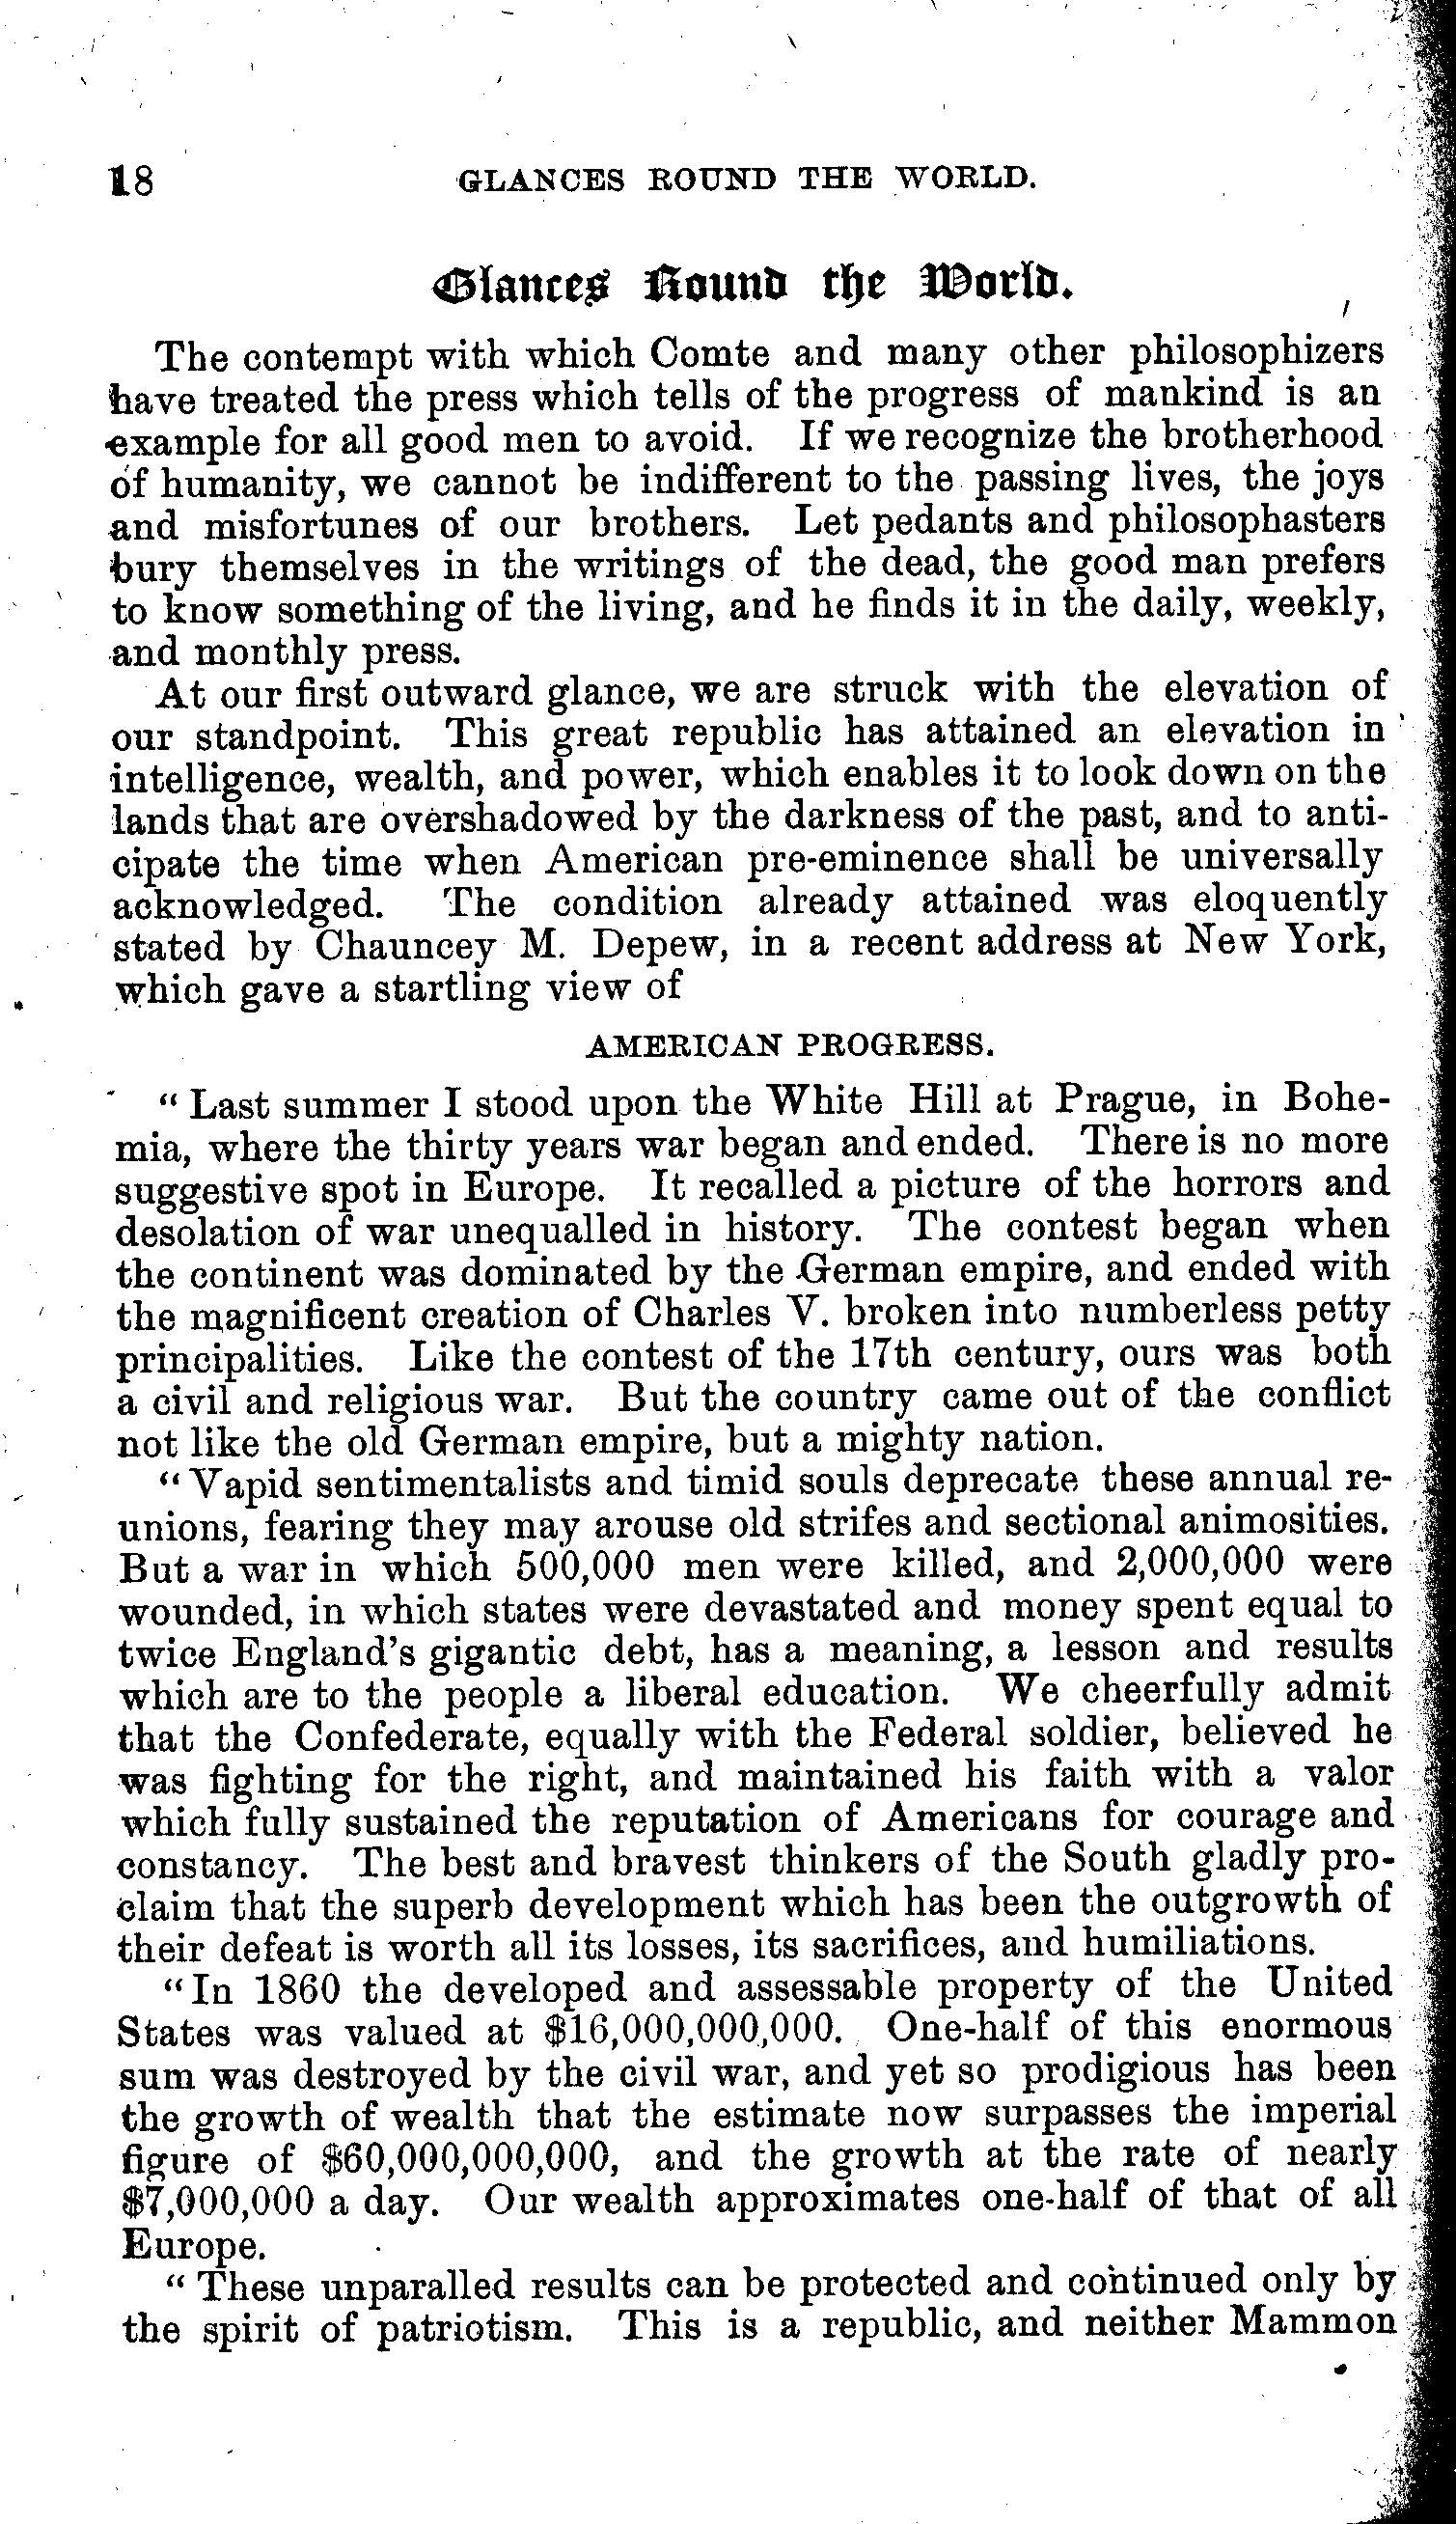 18 GLANCES ROUND THE WORLD.
Glances Round the World.
The contempt with which Comte and many other philosophizers
have treated the press which tells of the progress of mankind is an
example for all good men to avoid. If we recognize the brotherhood
of humanity, we cannot be indifferent to the passing lives, the joys
and misfortunes of our brothers. Let pedants and philosophasters
bury themselves in the writings of the dead, the good man prefers
to know something of the living, and he finds it in the daily, weekly,
and monthly press.
At our first outward glance, we are struck with the elevation of
our standpoint. This great republic has attained an elevation in
intelligence, wealth, and power, which enables it to look down on the
lands that are overshadowed by the darkness of the past, and to anti-
cipate the time when American pre-eminence shall be universally
acknowledged. The condition already attained was eloquently
stated by Chauncey M. Depew, in a recent address at New York,
which gave a startling view of
AMERICAN PROGRESS.
" Last summer I stood upon the White Hill at Prague, in Bohe-
mia, where the thirty years war began and ended. There is no more
suggestive spot in Europe. It recalled a picture of the horrors and
desolation of war unequalled in history. The contest began when
the continent was dominated by the German empire, and ended with
the magnificent creation of Charles V. broken into numberless petty
principalities. Like the contest of the 17th century, ours was both
a civil and religious war. But the country came out of the conflict
not like the old German empire, but a mighty nation.
" Vapid sentimentalists and timid souls deprecate these annual re-
unions, fearing they may arouse old strifes and sectional animosities.
But a war in which 500,000 men were killed, and 2,000,000 were
wounded, in which states were devastated and money spent equal to
twice England's gigantic debt, has a meaning, a lesson and results
which are to the people a liberal education. We cheerfully admit
that the Confederate, equally with the Federal soldier, believed he
was fighting for the right, and maintained his faith with a valor
which fully sustained the reputation of Americans for courage and
constancy. The best and bravest thinkers of the South gladly pro-
claim that the superb development which has been the outgrowth of
their defeat is worth all its losses, its sacrifices, and humiliations.
" In 1860 the developed and assessable property of the United
States was valued at $16,000,000,000. One-half of this enormous
sum was destroyed by the civil war, and yet so prodigious has been
the growth of wealth that the estimate now surpasses the imperial
figure of $60,000,000,000, and the growth at the rate of nearly
$7,000,000 a day. Our wealth approximates one-half of that of all
Europe.
" These unparalled results can be protected and continued only by
the spirit of patriotism. This is a republic, and neither Mammon